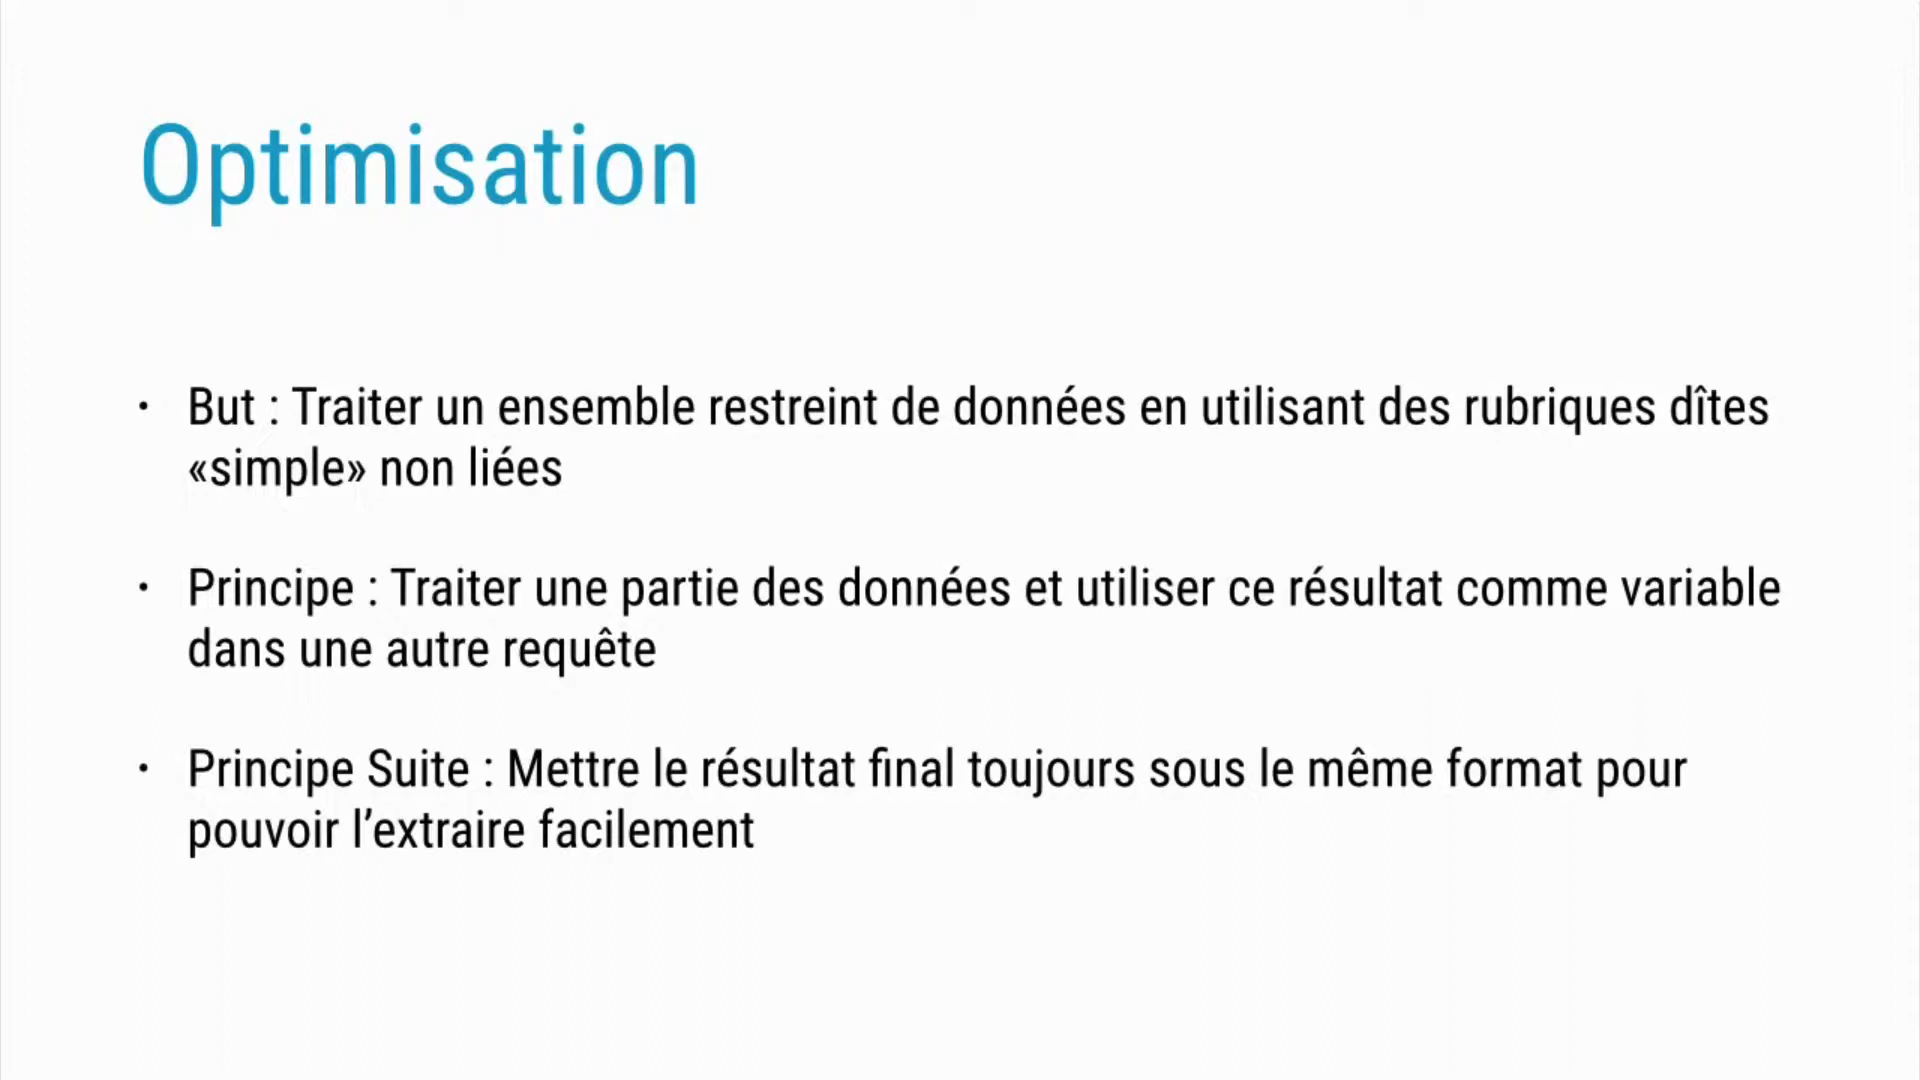 Optimisation
· But : Traiter un ensemble restreint de données en utilisant des rubriques dîtes
«simple» non liées
· Principe : Traiter une partie des données et utiliser ce résultat comme variable
dans une autre requête
· Principe Suite : Mettre le résultat final toujours sous le même format pour
pouvoir l’extraire facilement